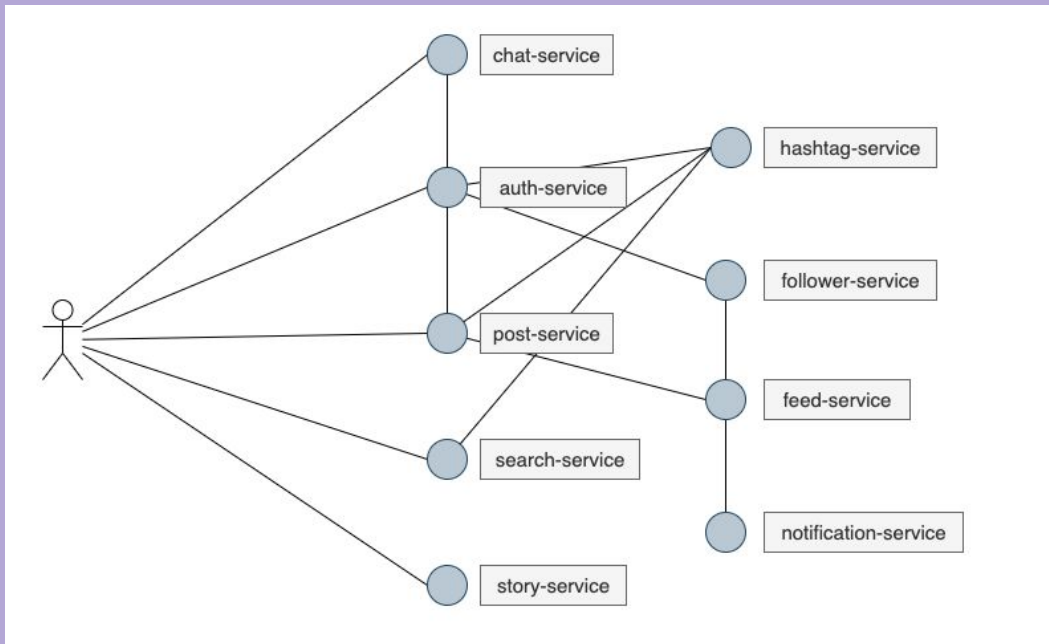 chat-service
hashtag-service
auth-service
follower-service
post-service
feed-service
search-service
notification-service
story-service